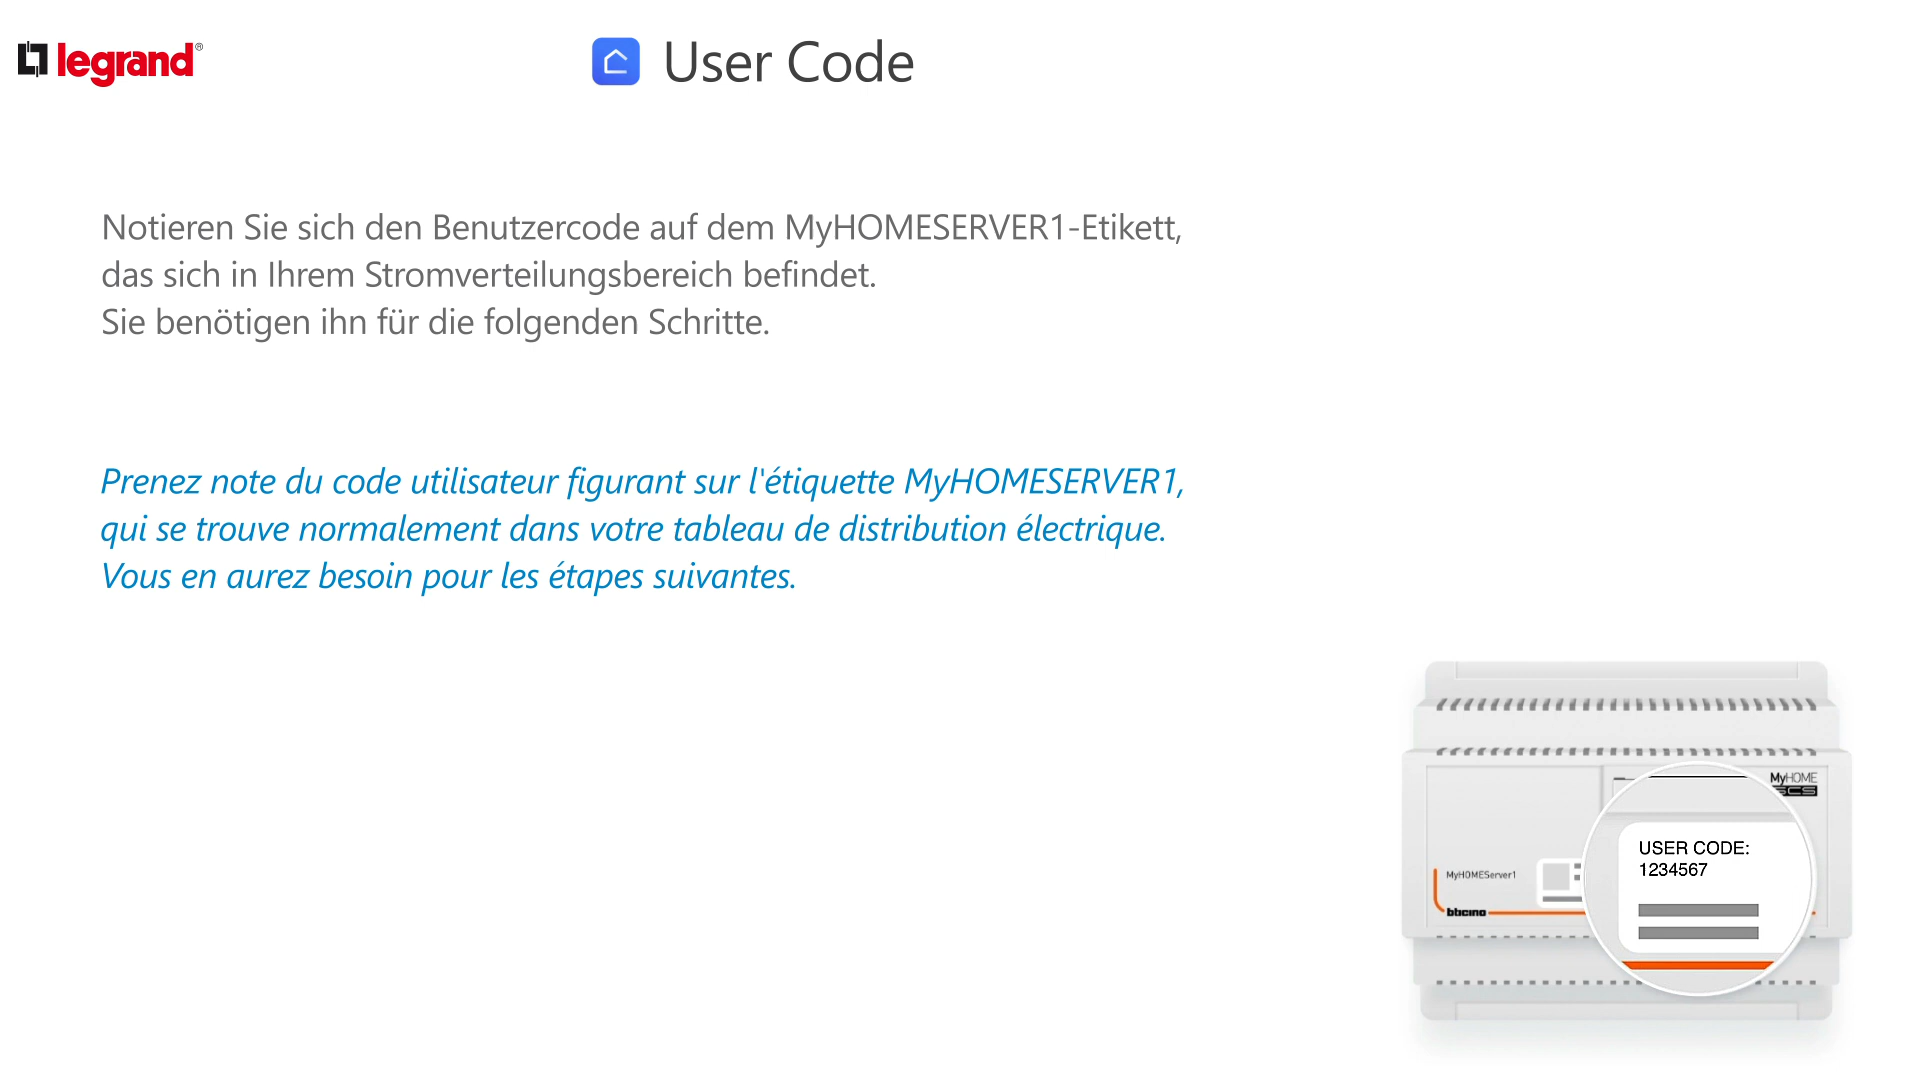 legrand®
User Code
Notieren Sie sich den Benutzercode auf dem MyHOMESERVER1-Etikett,
das sich in Ihrem Stromverteilungsbereich befindet.
Sie benötigen ihn für die folgenden Schritte.
Prenez note du code utilisateur figurant sur l'étiquette MyHOMESERVER1,
qui se trouve normalement dans votre tableau de distribution électrique.
Vous en aurez besoin pour les étapes suivantes.
MyHOME
SCS
USER CODE:
1234567
MyHOMEServer1
bticino